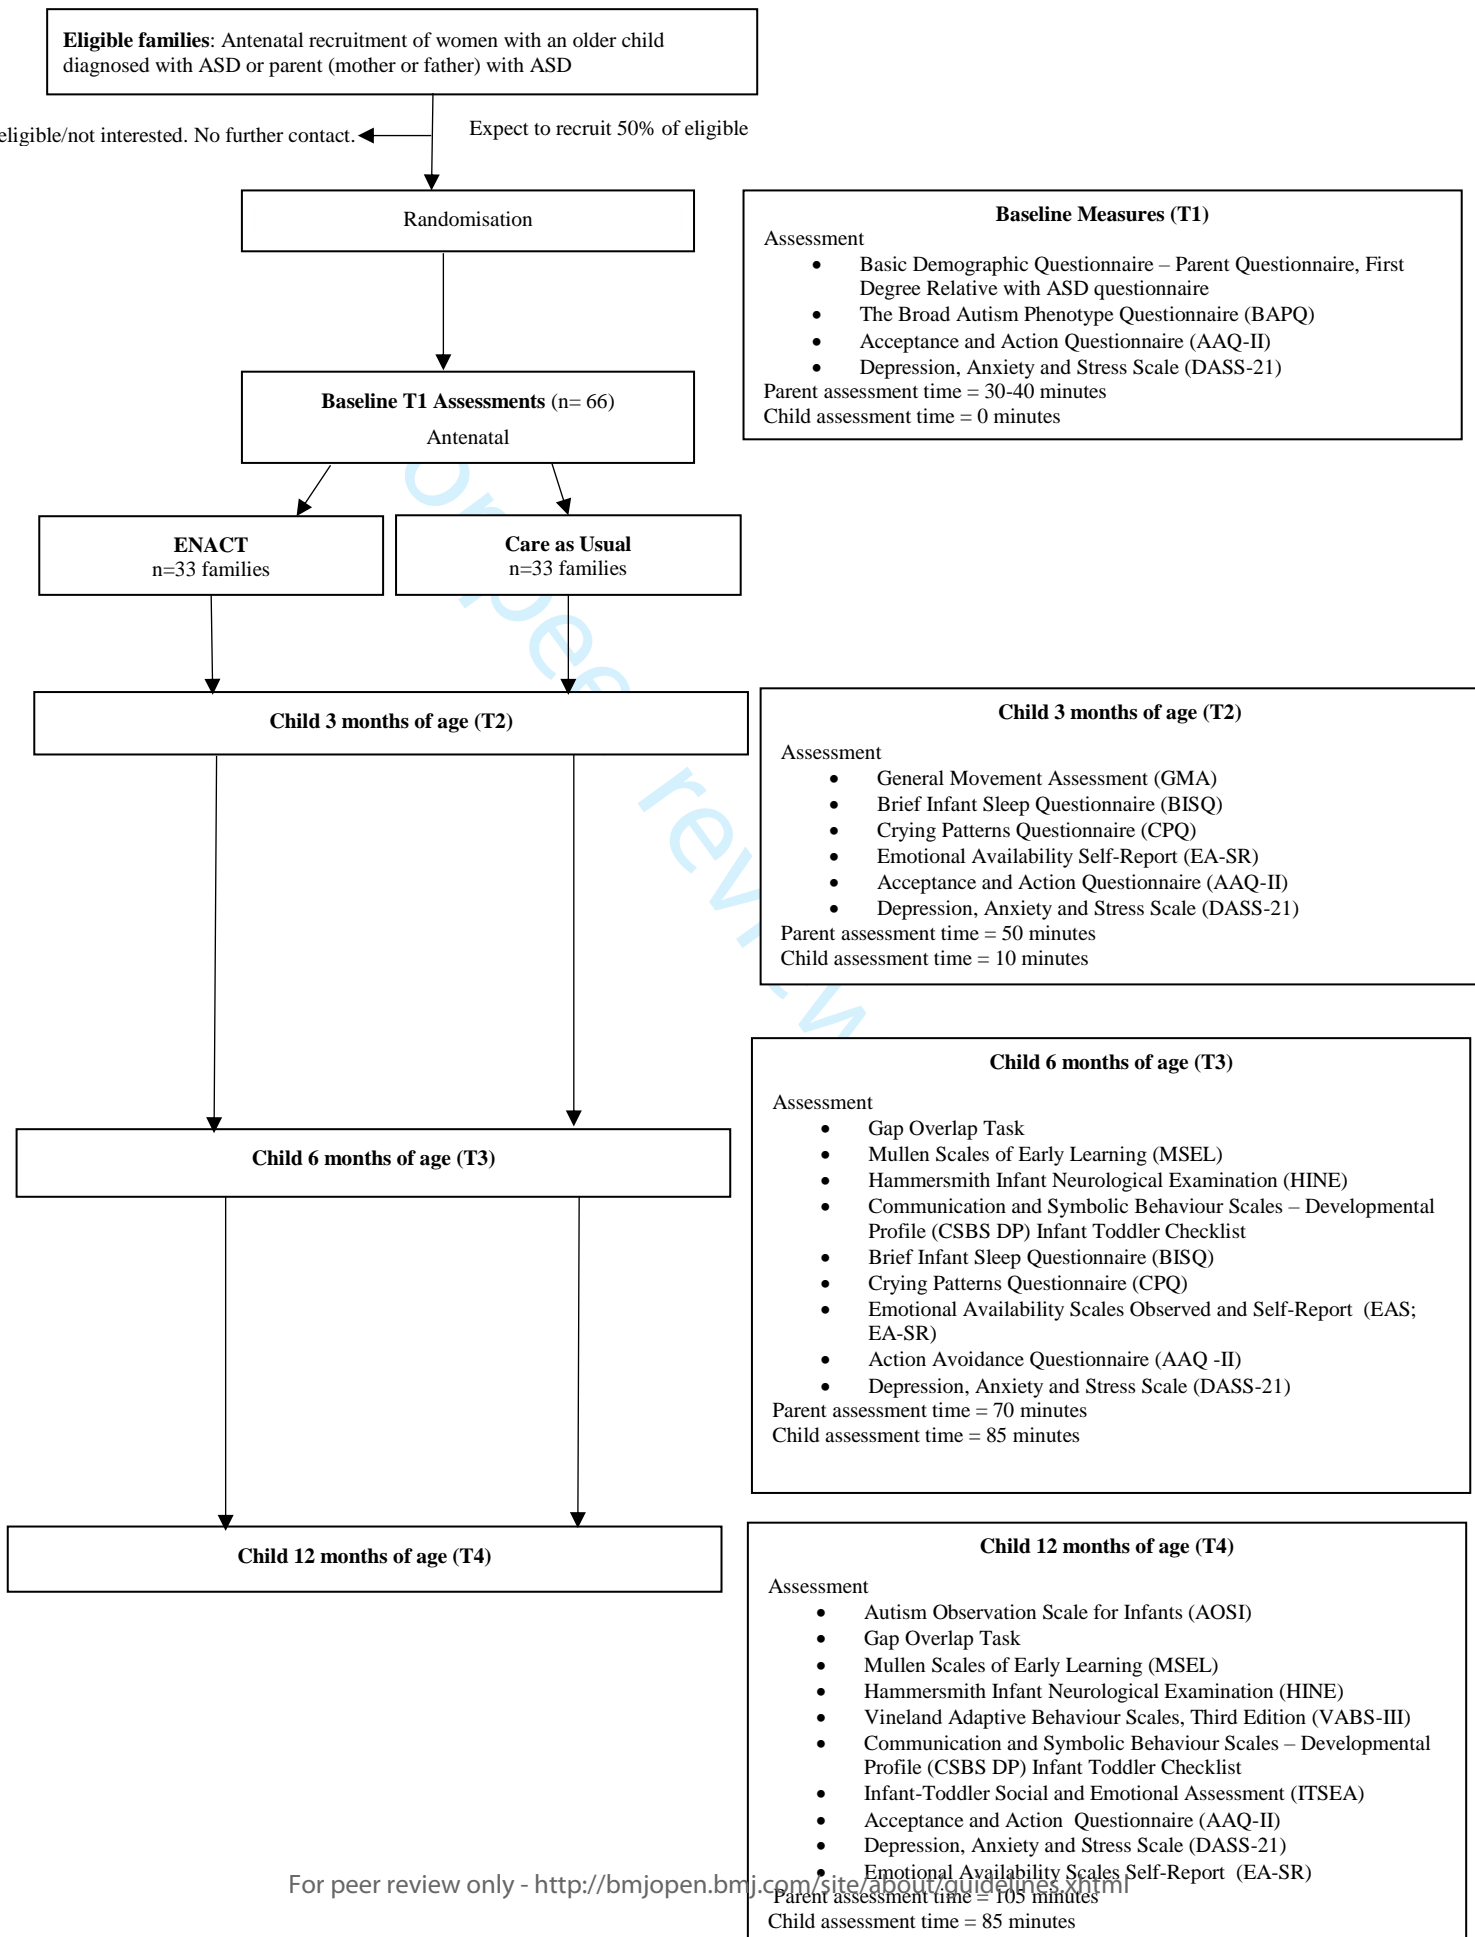 Eligible families: Antenatal recruitment of women with an older child
diagnosed with ASD or parent (mother or father) with ASD
eligible/not interested. No further contact.
Expect to recruit 50% of eligible
Randomisation
Baseline T1 Assessments (n= 66)
Antenatal
ENACT
n=33 families
Care as Usual
n=33 families
Child 3 months of age (T2)
Child 6 months of age (T3)
Child 12 months of age (T4)
Baseline Measures (T1)
Assessment
• Basic Demographic Questionnaire – Parent Questionnaire, First
Degree Relative with ASD questionnaire
• The Broad Autism Phenotype Questionnaire (BAPQ)
• Acceptance and Action Questionnaire (AAQ-II)
• Depression, Anxiety and Stress Scale (DASS-21)
Parent assessment time = 30-40 minutes
Child assessment time = 0 minutes
Child 3 months of age (T2)
Assessment
• General Movement Assessment (GMA)
• Brief Infant Sleep Questionnaire (BISQ)
• Crying Patterns Questionnaire (CPQ)
• Emotional Availability Self-Report (EA-SR)
• Acceptance and Action Questionnaire (AAQ-II)
• Depression, Anxiety and Stress Scale (DASS-21)
Parent assessment time = 50 minutes
Child assessment time = 10 minutes
Child 6 months of age (T3)
Assessment
• Gap Overlap Task
• Mullen Scales of Early Learning (MSEL)
• Hammersmith Infant Neurological Examination (HINE)
• Communication and Symbolic Behaviour Scales – Developmental
Profile (CSBS DP) Infant Toddler Checklist
• Brief Infant Sleep Questionnaire (BISQ)
• Crying Patterns Questionnaire (CPQ)
• Emotional Availability Scales Observed and Self-Report (EAS;
EA-SR)
• Action Avoidance Questionnaire (AAQ -II)
• Depression, Anxiety and Stress Scale (DASS-21)
Parent assessment time = 70 minutes
Child assessment time = 85 minutes
Child 12 months of age (T4)
Assessment
• Autism Observation Scale for Infants (AOSI)
• Gap Overlap Task
• Mullen Scales of Early Learning (MSEL)
• Hammersmith Infant Neurological Examination (HINE)
• Vineland Adaptive Behaviour Scales, Third Edition (VABS-III)
• Communication and Symbolic Behaviour Scales – Developmental
Profile (CSBS DP) Infant Toddler Checklist
• Infant-Toddler Social and Emotional Assessment (ITSEA)
• Acceptance and Action Questionnaire (AAQ-II)
• Depression, Anxiety and Stress Scale (DASS-21)
• Emotional Availability Scales Self-Report (EA-SR)
Parent assessment time = 105 minutes
Child assessment time = 85 minutes
For peer review only - http://bmjopen.bmj.com/site/about/guidelines.xhtml